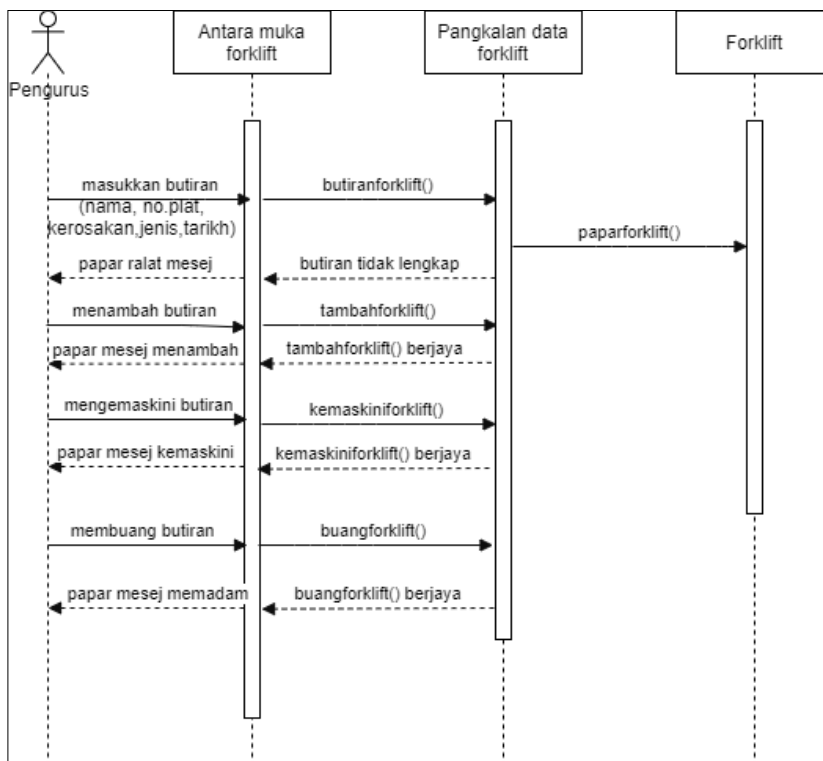 Antara muka
forklift
Pangkalan data
forklift
Forklift
Pengurus
masukkan butiran
(nama, no.plat,
kerosakan,jenis,tarikh)
butiranforklift()
paparforklift()
papar ralat mesej
butiran tidak lengkap
menambah butiran
tambahforklift()
papar mesej menambah
tambahforklift() berjaya
mengemaskini butiran
kemaskiniforklift()
papar mesej kemaskini
kemaskiniforklift() berjaya
membuang butiran
buangforklift()
papar mesej memadam
buangforklift() berjaya